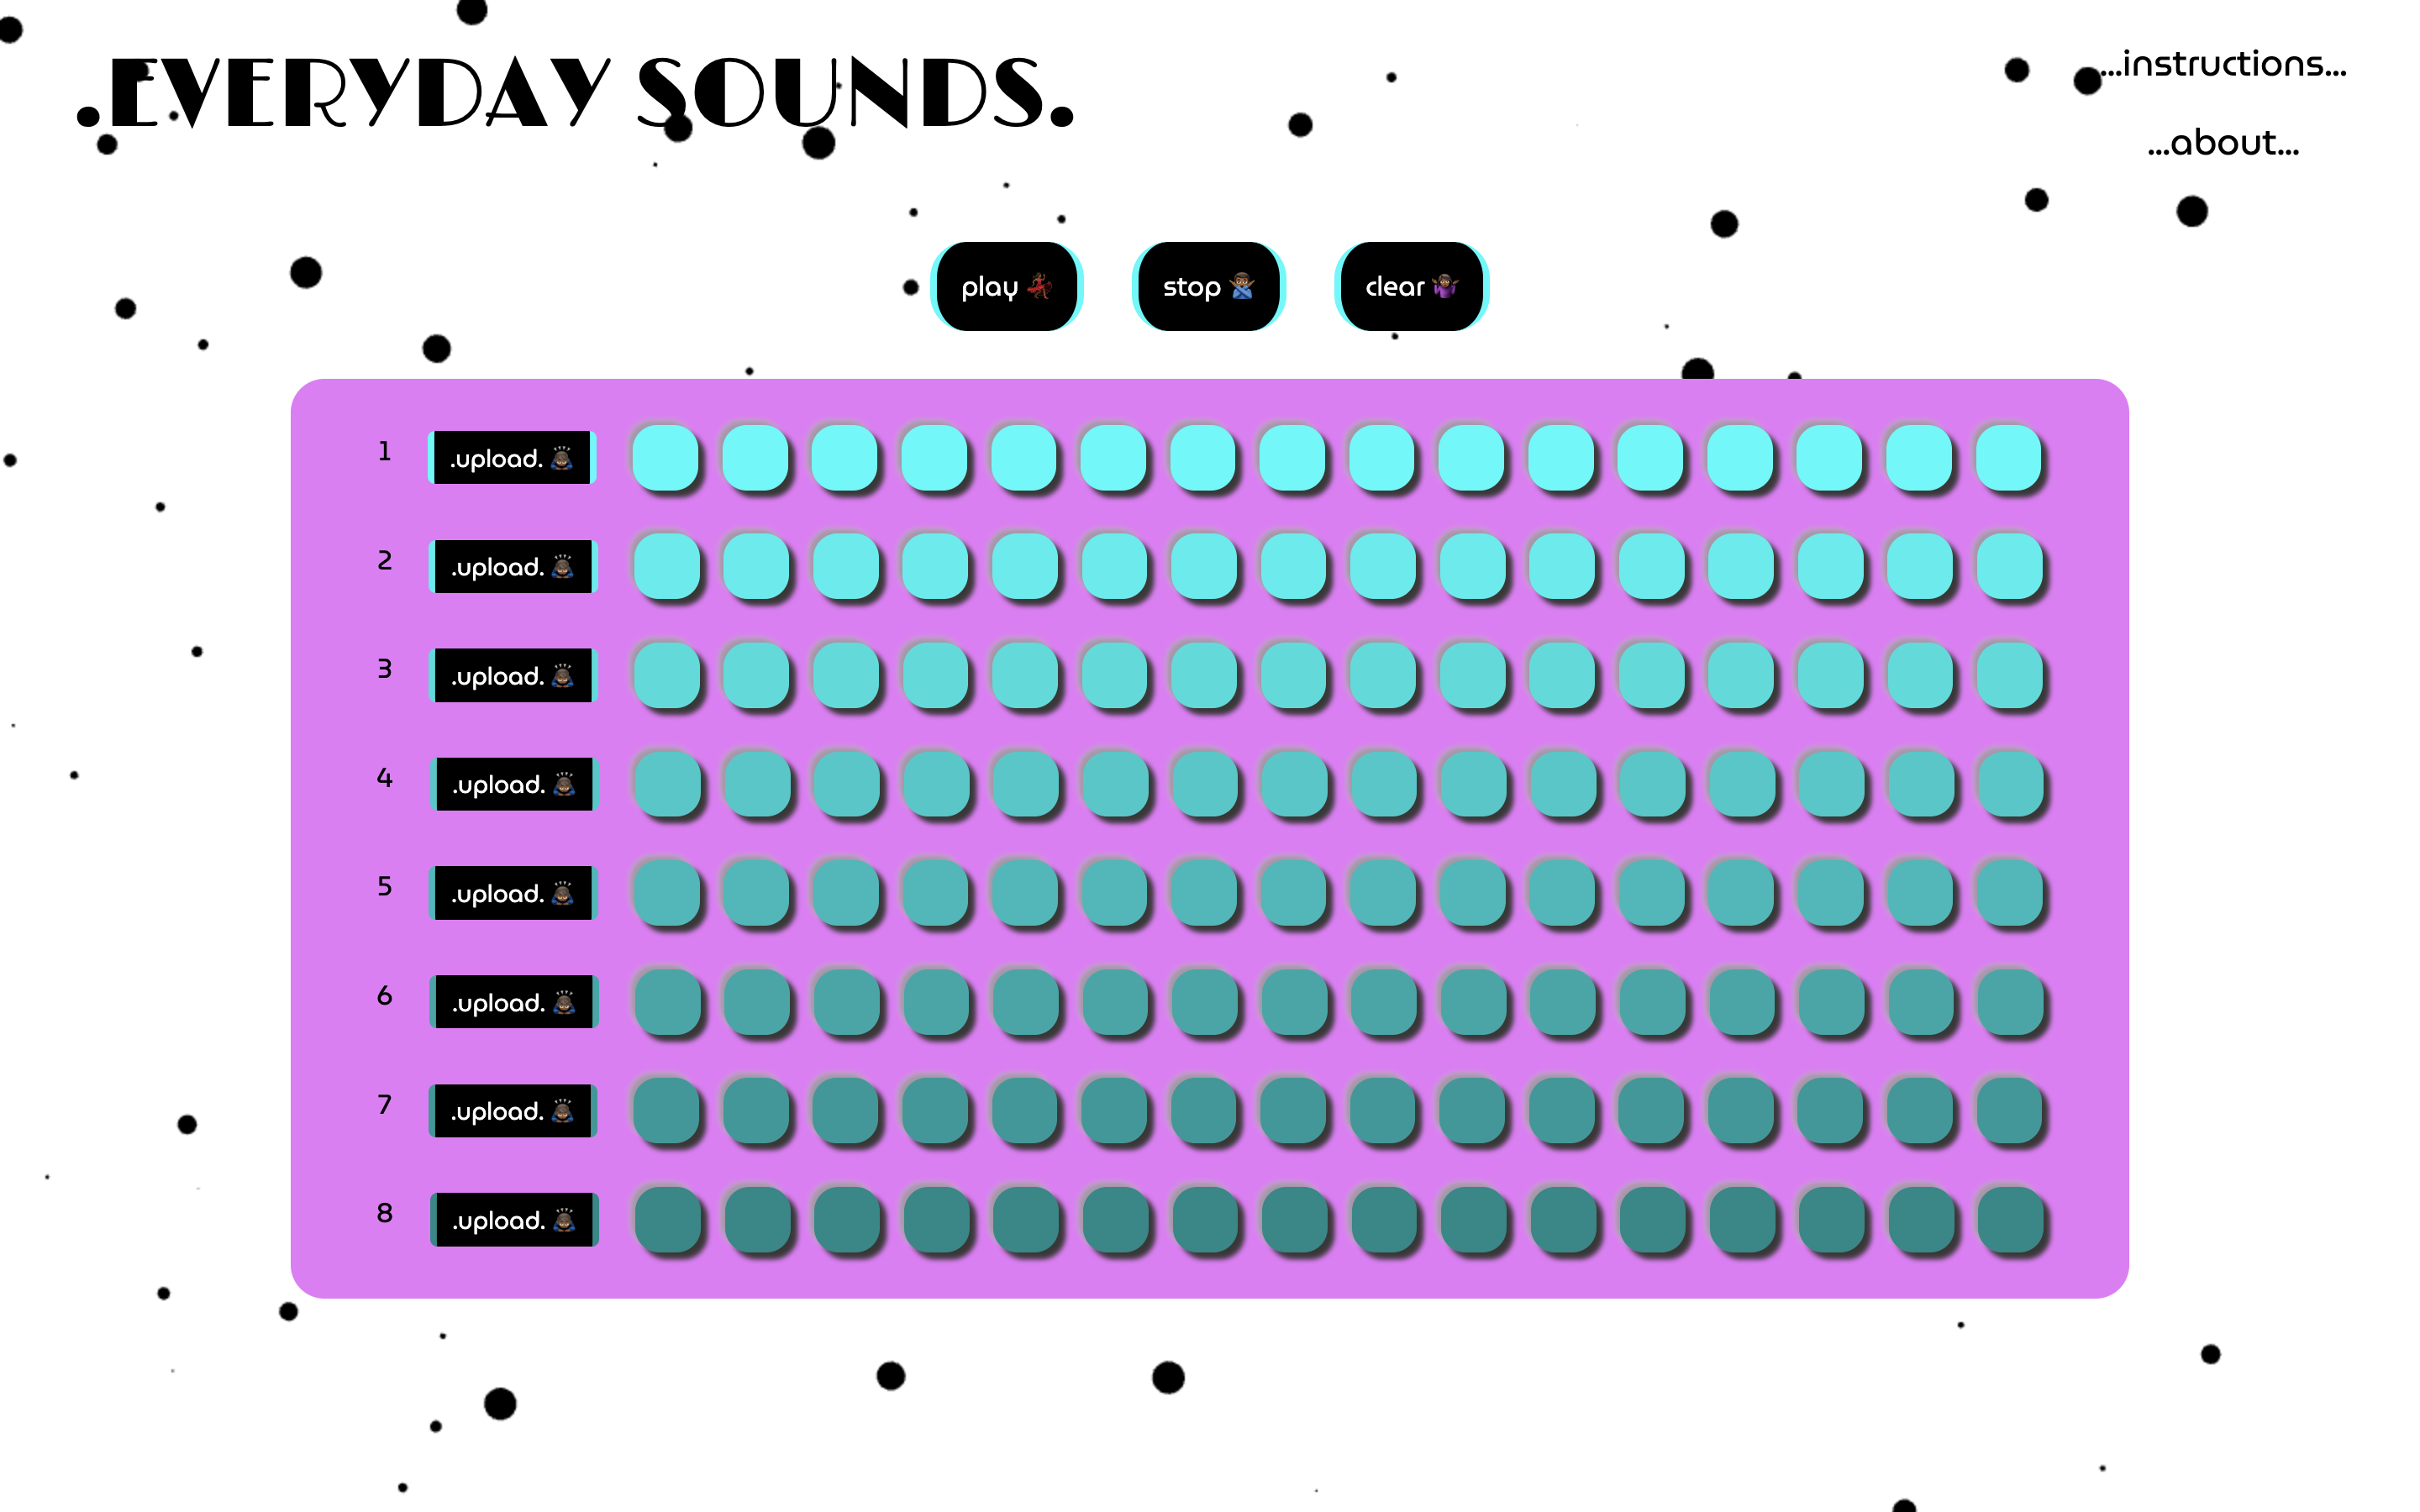 .EVERYDAY SOUNDS.
...instructions...
...about...
play
stop
clear
1 .upload.
2 .upload.
3 .upload.
4 .upload.
5 .upload.
6 .upload.
7 .upload.
8 .upload.